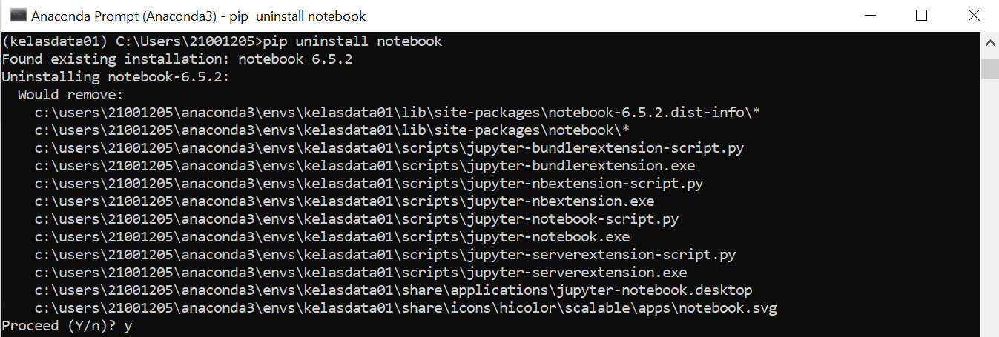 Anaconda Prompt (Anaconda3) - pip  uninstall notebook
(kelasdata01) C:\Users\21001205>pip uninstall notebook
Found existing installation: notebook 6.5.2
Uninstalling notebook-6.5.2:
  Would remove:
    c:\users\21001205\anaconda3\envs\kelasdata01\lib\site-packages\notebook-6.5.2.dist-info\*
    c:\users\21001205\anaconda3\envs\kelasdata01\lib\site-packages\notebook\*
    c:\users\21001205\anaconda3\envs\kelasdata01\scripts\jupyter-bundlerextension-script.py
    c:\users\21001205\anaconda3\envs\kelasdata01\scripts\jupyter-bundlerextension.exe
    c:\users\21001205\anaconda3\envs\kelasdata01\scripts\jupyter-nbextension-script.py
    c:\users\21001205\anaconda3\envs\kelasdata01\scripts\jupyter-nbextension.exe
    c:\users\21001205\anaconda3\envs\kelasdata01\scripts\jupyter-notebook-script.py
    c:\users\21001205\anaconda3\envs\kelasdata01\scripts\jupyter-notebook.exe
    c:\users\21001205\anaconda3\envs\kelasdata01\scripts\jupyter-serverextension-script.py
    c:\users\21001205\anaconda3\envs\kelasdata01\scripts\jupyter-serverextension.exe
    c:\users\21001205\anaconda3\envs\kelasdata01\share\applications\jupyter-notebook.desktop
    c:\users\21001205\anaconda3\envs\kelasdata01\share\icons\hicolor\scalable\apps\notebook.svg
Proceed (Y/n)? y